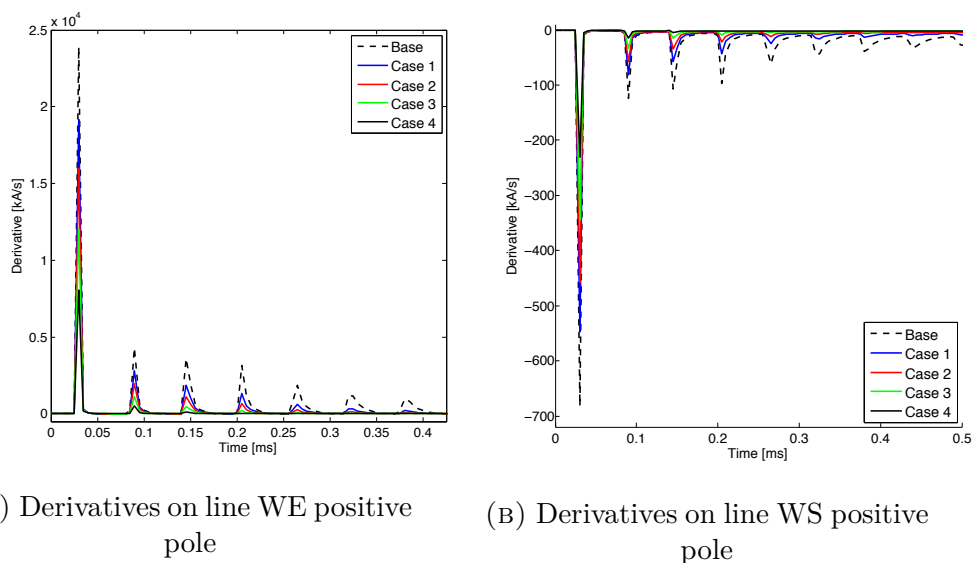 x 10⁴
2.5
2
1.5
1
0.5
0
0 0.05 0.1 0.15 0.2 0.25 0.3 0.35 0.4
Derivative [kA/s]
Time [ms]
Base
Case 1
Case 2
Case 3
Case 4
) Derivatives on line WE positive
pole
0
−100
−200
−300
−400
−500
−600
−700
0 0.1 0.2 0.3 0.4 0.5
Derivative [kA/s]
Time [ms]
Base
Case 1
Case 2
Case 3
Case 4
(B) Derivatives on line WS positive
pole